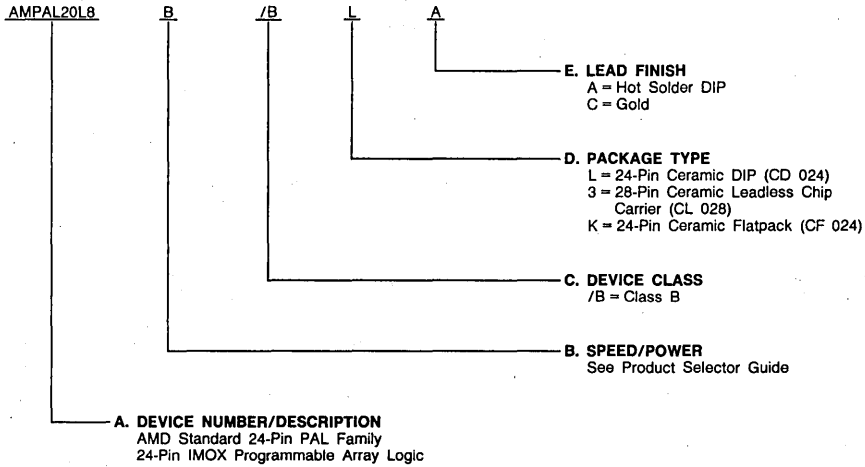 AMPAL20L8 B /B L A
E. LEAD FINISH
A = Hot Solder DIP
C = Gold
D. PACKAGE TYPE
L = 24-Pin Ceramic DIP (CD 024)
3 = 28-Pin Ceramic Leadless Chip
Carrier (CL 028)
K = 24-Pin Ceramic Flatpack (CF 024)
C. DEVICE CLASS
/B = Class B
B. SPEED/POWER
See Product Selector Guide
A. DEVICE NUMBER/DESCRIPTION
AMD Standard 24-Pin PAL Family
24-Pin IMOX Programmable Array Logic